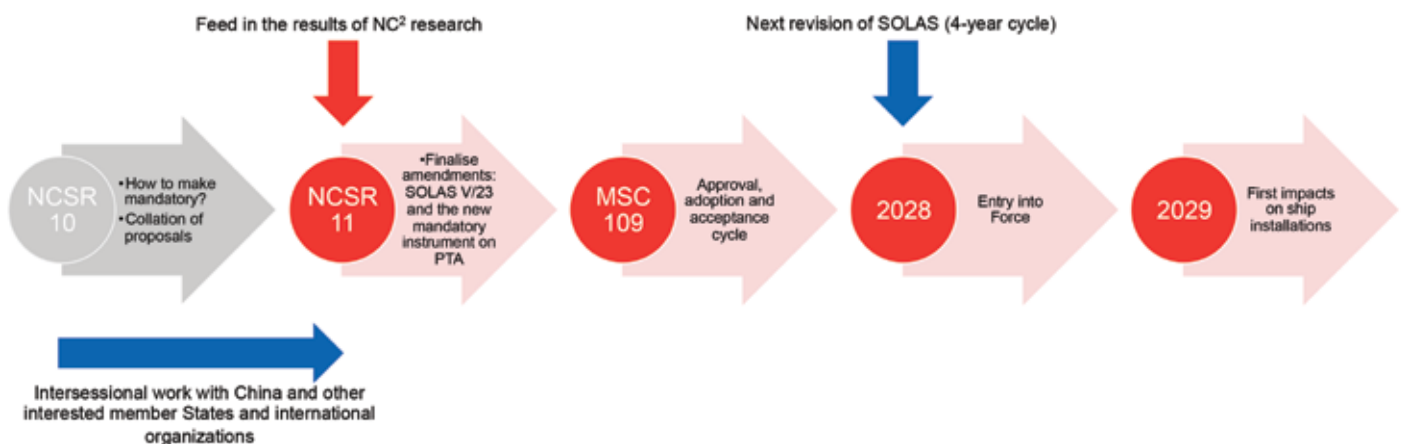 Feed in the results of NC² research
Next revision of SOLAS (4-year cycle)
NCSR
10
•How to make
mandatory?
•Collation of
proposals
NCSR
11
•Finalise
amendments:
SOLAS V/23
and the new
mandatory
instrument on
PTA
MSC
109
Approval,
adoption and
acceptance
cycle
2028
Entry into
Force
2029
First impacts
on ship
installations
Intersessional work with China and other
interested member States and international
organizations